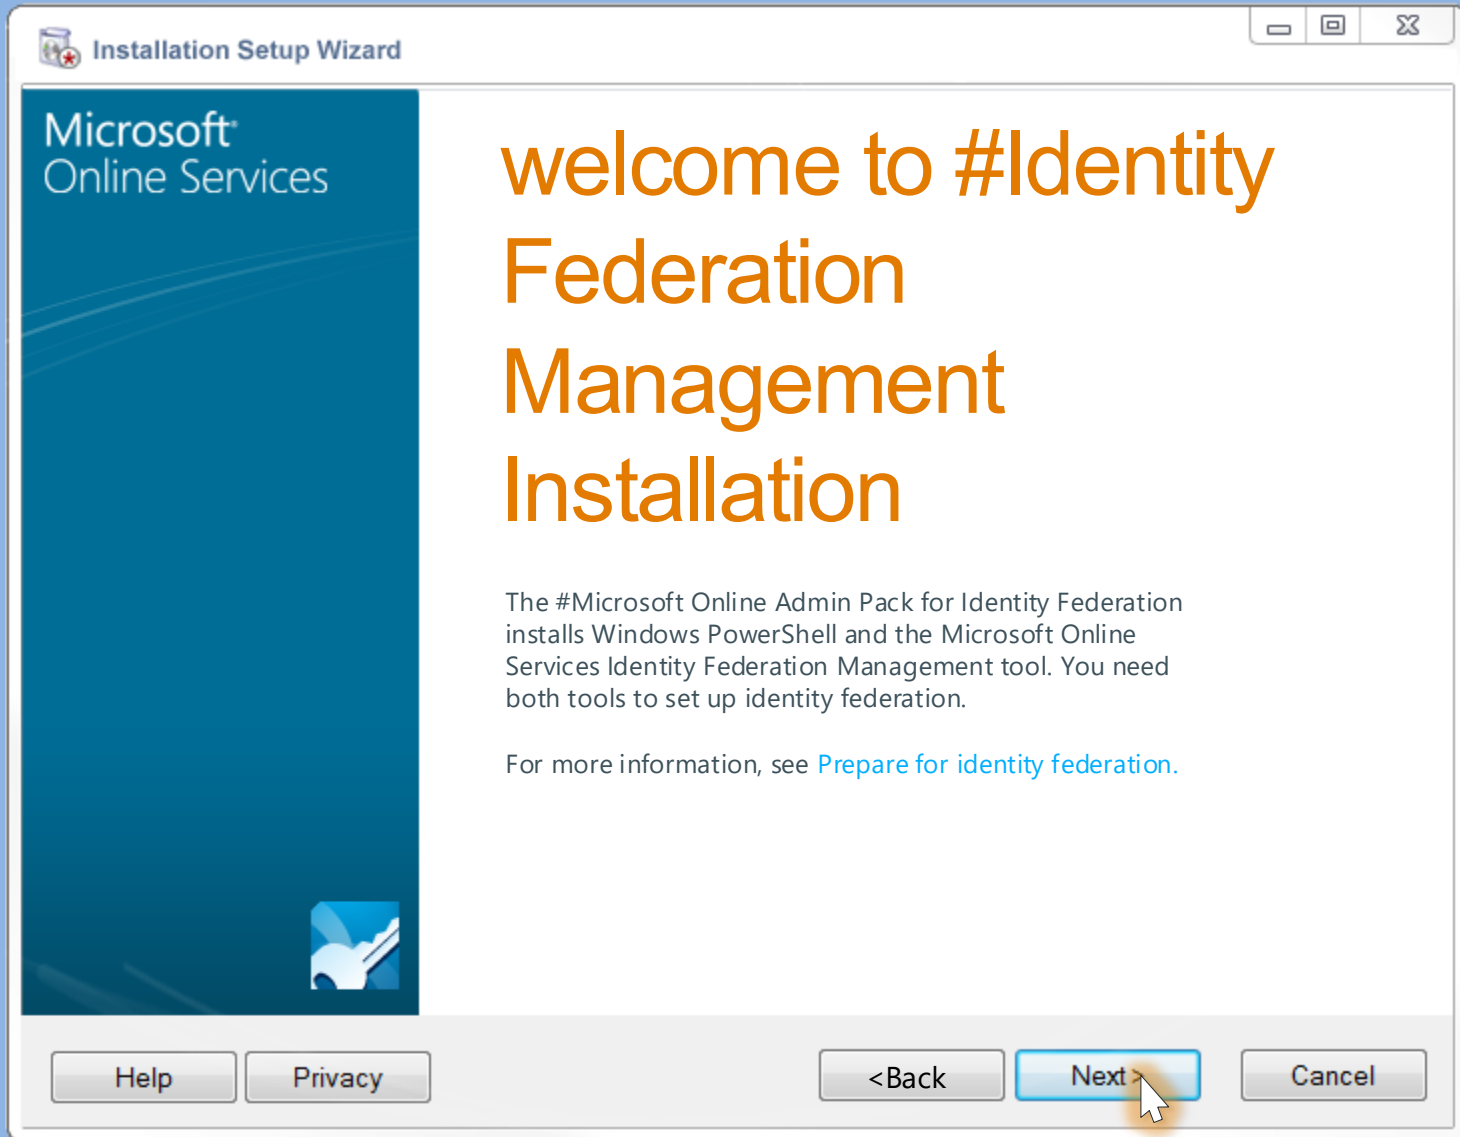 Installation Setup Wizard
Microsoft®
Online Services
welcome to #Identity
Federation
Management
Installation
The #Microsoft Online Admin Pack for Identity Federation
installs Windows PowerShell and the Microsoft Online
Services Identity Federation Management tool. You need
both tools to set up identity federation.
For more information, see Prepare for identity federation.
Help
Privacy
<Back
Next>
Cancel